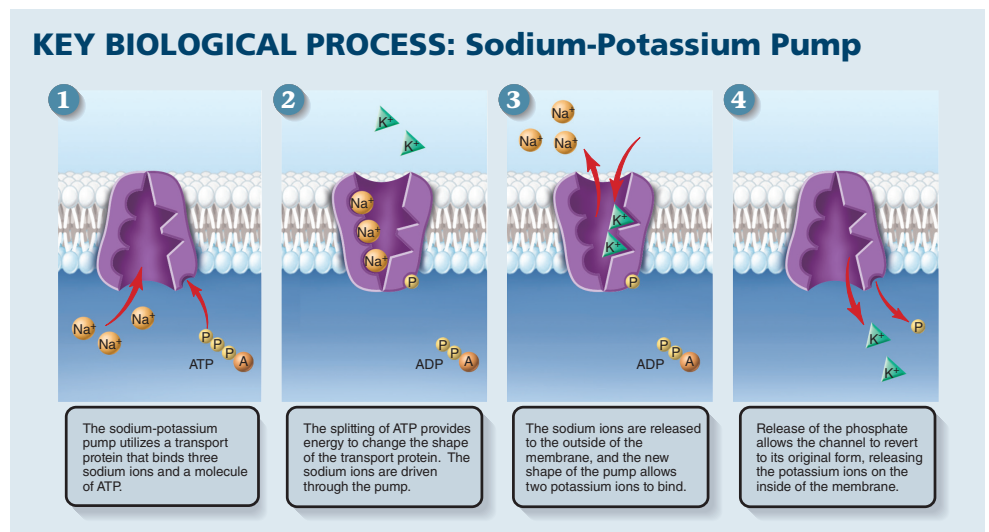 KEY BIOLOGICAL PROCESS: Sodium-Potassium Pump
1
Na+
Na+
Na+
P
P
P
A
ATP
The sodium-potassium
pump utilizes a transport
protein that binds three
sodium ions and a molecule
of ATP.
2
K+
K+
Na+
Na+
Na+
P
P
P
A
ADP
The splitting of ATP provides
energy to change the shape
of the transport protein. The
sodium ions are driven
through the pump.
3
Na+
Na+
Na+
K+
K+
P
P
P
A
ADP
The sodium ions are released
to the outside of the
membrane, and the new
shape of the pump allows
two potassium ions to bind.
4
P
K+
K+
Release of the phosphate
allows the channel to revert
to its original form, releasing
the potassium ions on the
inside of the membrane.